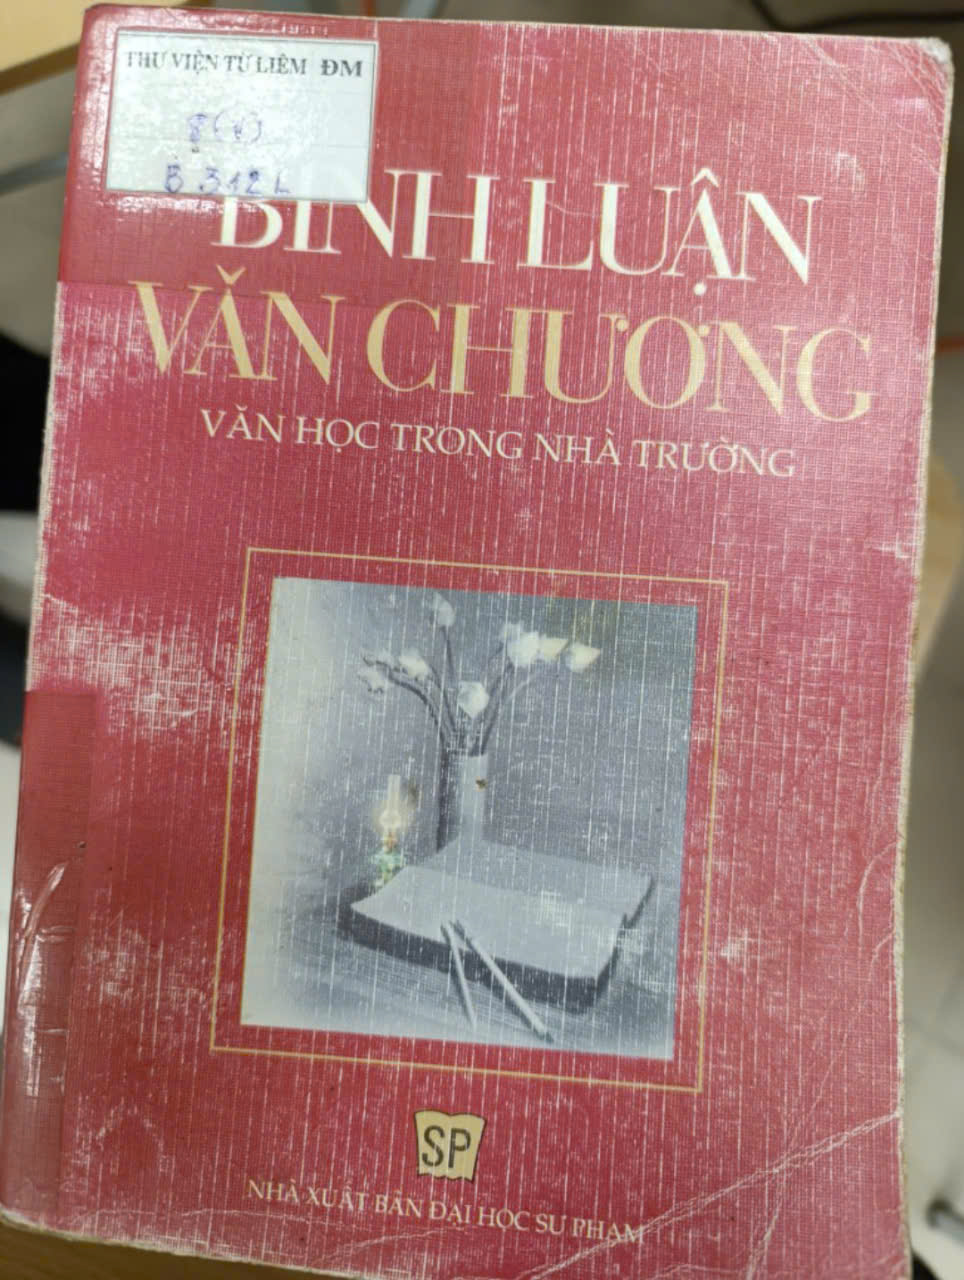 THƯ VIỆN TỪ LIÊM ĐM
8(V)
B 312 L
BÌNH LUẬN
VĂN CHƯƠNG
VĂN HỌC TRONG NHÀ TRƯỜNG
SP
NHÀ XUẤT BẢN ĐẠI HỌC SƯ PHẠM